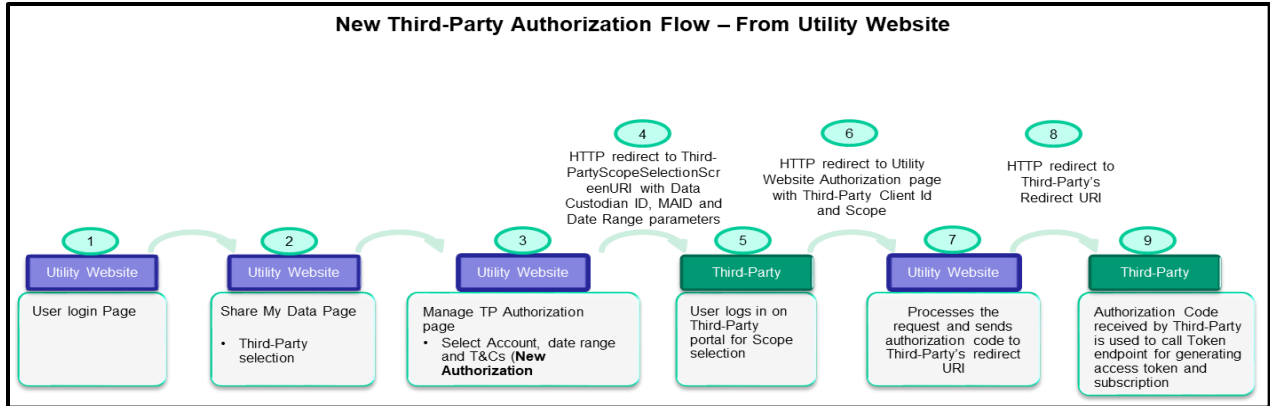 New Third-Party Authorization Flow – From Utility Website
4
HTTP redirect to Third-
PartyScopeSelectionScr
eenURI with Data
Custodian ID, MAID and
Date Range parameters
6
HTTP redirect to Utility
Website Authorization page
with Third-Party Client Id
and Scope
8
HTTP redirect to
Third-Party's
Redirect URI
1
Utility Website
User login Page
2
Utility Website
Share My Data Page
• Third-Party
selection
3
Utility Website
Manage TP Authorization
page
• Select Account, date range
and T&Cs (New
Authorization
5
Third-Party
User logs in on
Third-Party
portal for Scope
selection
7
Utility Website
Processes the
request and sends
authorization code to
Third-Party's redirect
URI
9
Third-Party
Authorization Code
received by Third-Party
is used to call Token
endpoint for generating
access token and
subscription